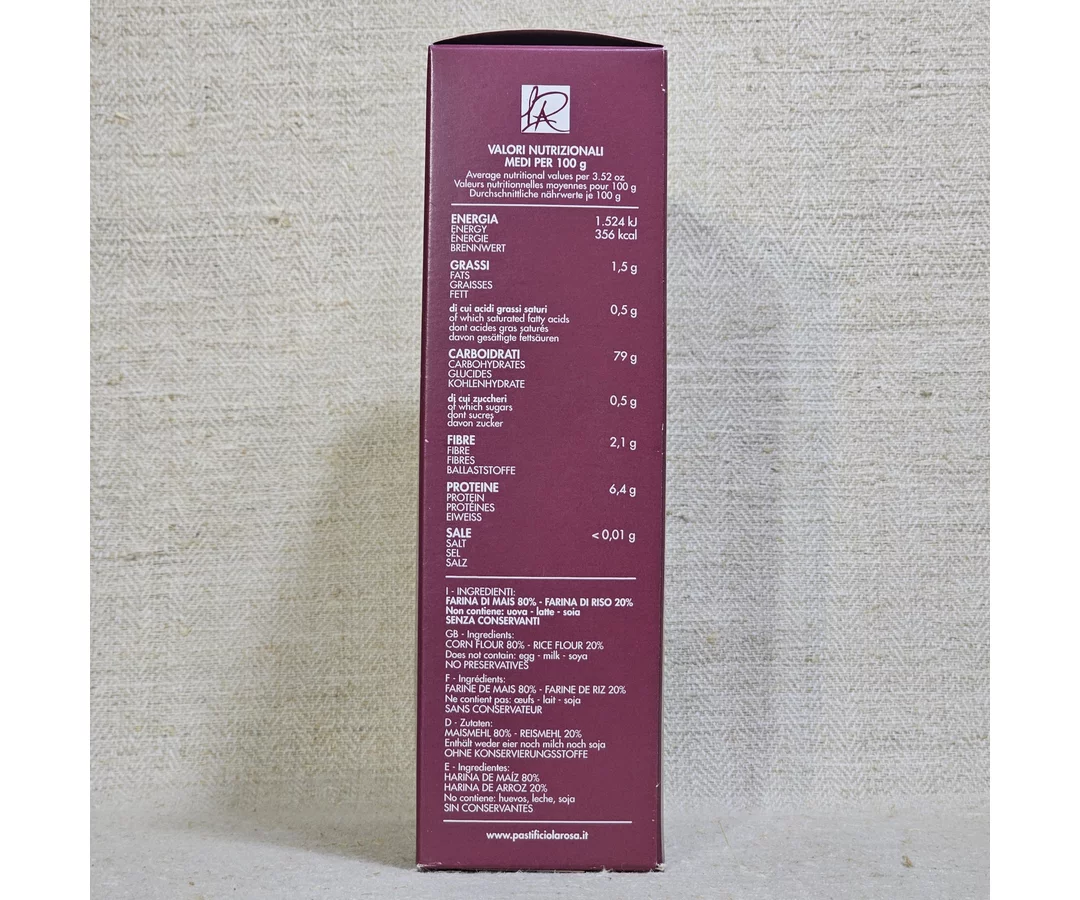 LAR
VALORI NUTRIZIONALI
MEDI PER 100 g
Average nutritional values per 3.52 oz
Valeurs nutritionnelles moyennes pour 100 g
Durchschnittliche nährwerte je 100 g
ENERGIA 1.524 kJ
ENERGY 356 kcal
ÉNERGIE
BRENNWERT
GRASSI 1,5 g
FATS
GRAISSES
FETT
di cui acidi grassi saturi 0,5 g
of which saturated fatty acids
dont acides gras saturés
davon gesättigte fettsäuren
CARBOIDRATI 79 g
CARBOHYDRATES
GLUCIDES
KOHLENHYDRATE
di cui zuccheri 0,5 g
of which sugars
dont sucres
davon zucker
FIBRE 2,1 g
FIBRE
FIBRES
BALLASTSTOFFE
PROTEINE 6,4 g
PROTEIN
PROTÉINES
EIWEISS
SALE < 0,01 g
SALT
SEL
SALZ
I - INGREDIENTI:
FARINA DI MAIS 80% - FARINA DI RISO 20%
Non contiene: uova - latte - soia
SENZA CONSERVANTI
GB - Ingredients:
CORN FLOUR 80% - RICE FLOUR 20%
Does not contain: egg - milk - soya
NO PRESERVATIVES
F - Ingrédients:
FARINE DE MAIS 80% - FARINE DE RIZ 20%
Ne contient pas: œufs - lait - soja
SANS CONSERVATEUR
D - Zutaten:
MAISMEHL 80% - REISMEHL 20%
Enthält weder eier noch milch noch soja
OHNE KONSERVIERUNGSSTOFFE
E - Ingredientes:
HARINA DE MAÍZ 80%
HARINA DE ARROZ 20%
No contiene: huevos, leche, soja
SIN CONSERVANTES
www.pastificiolarosa.it